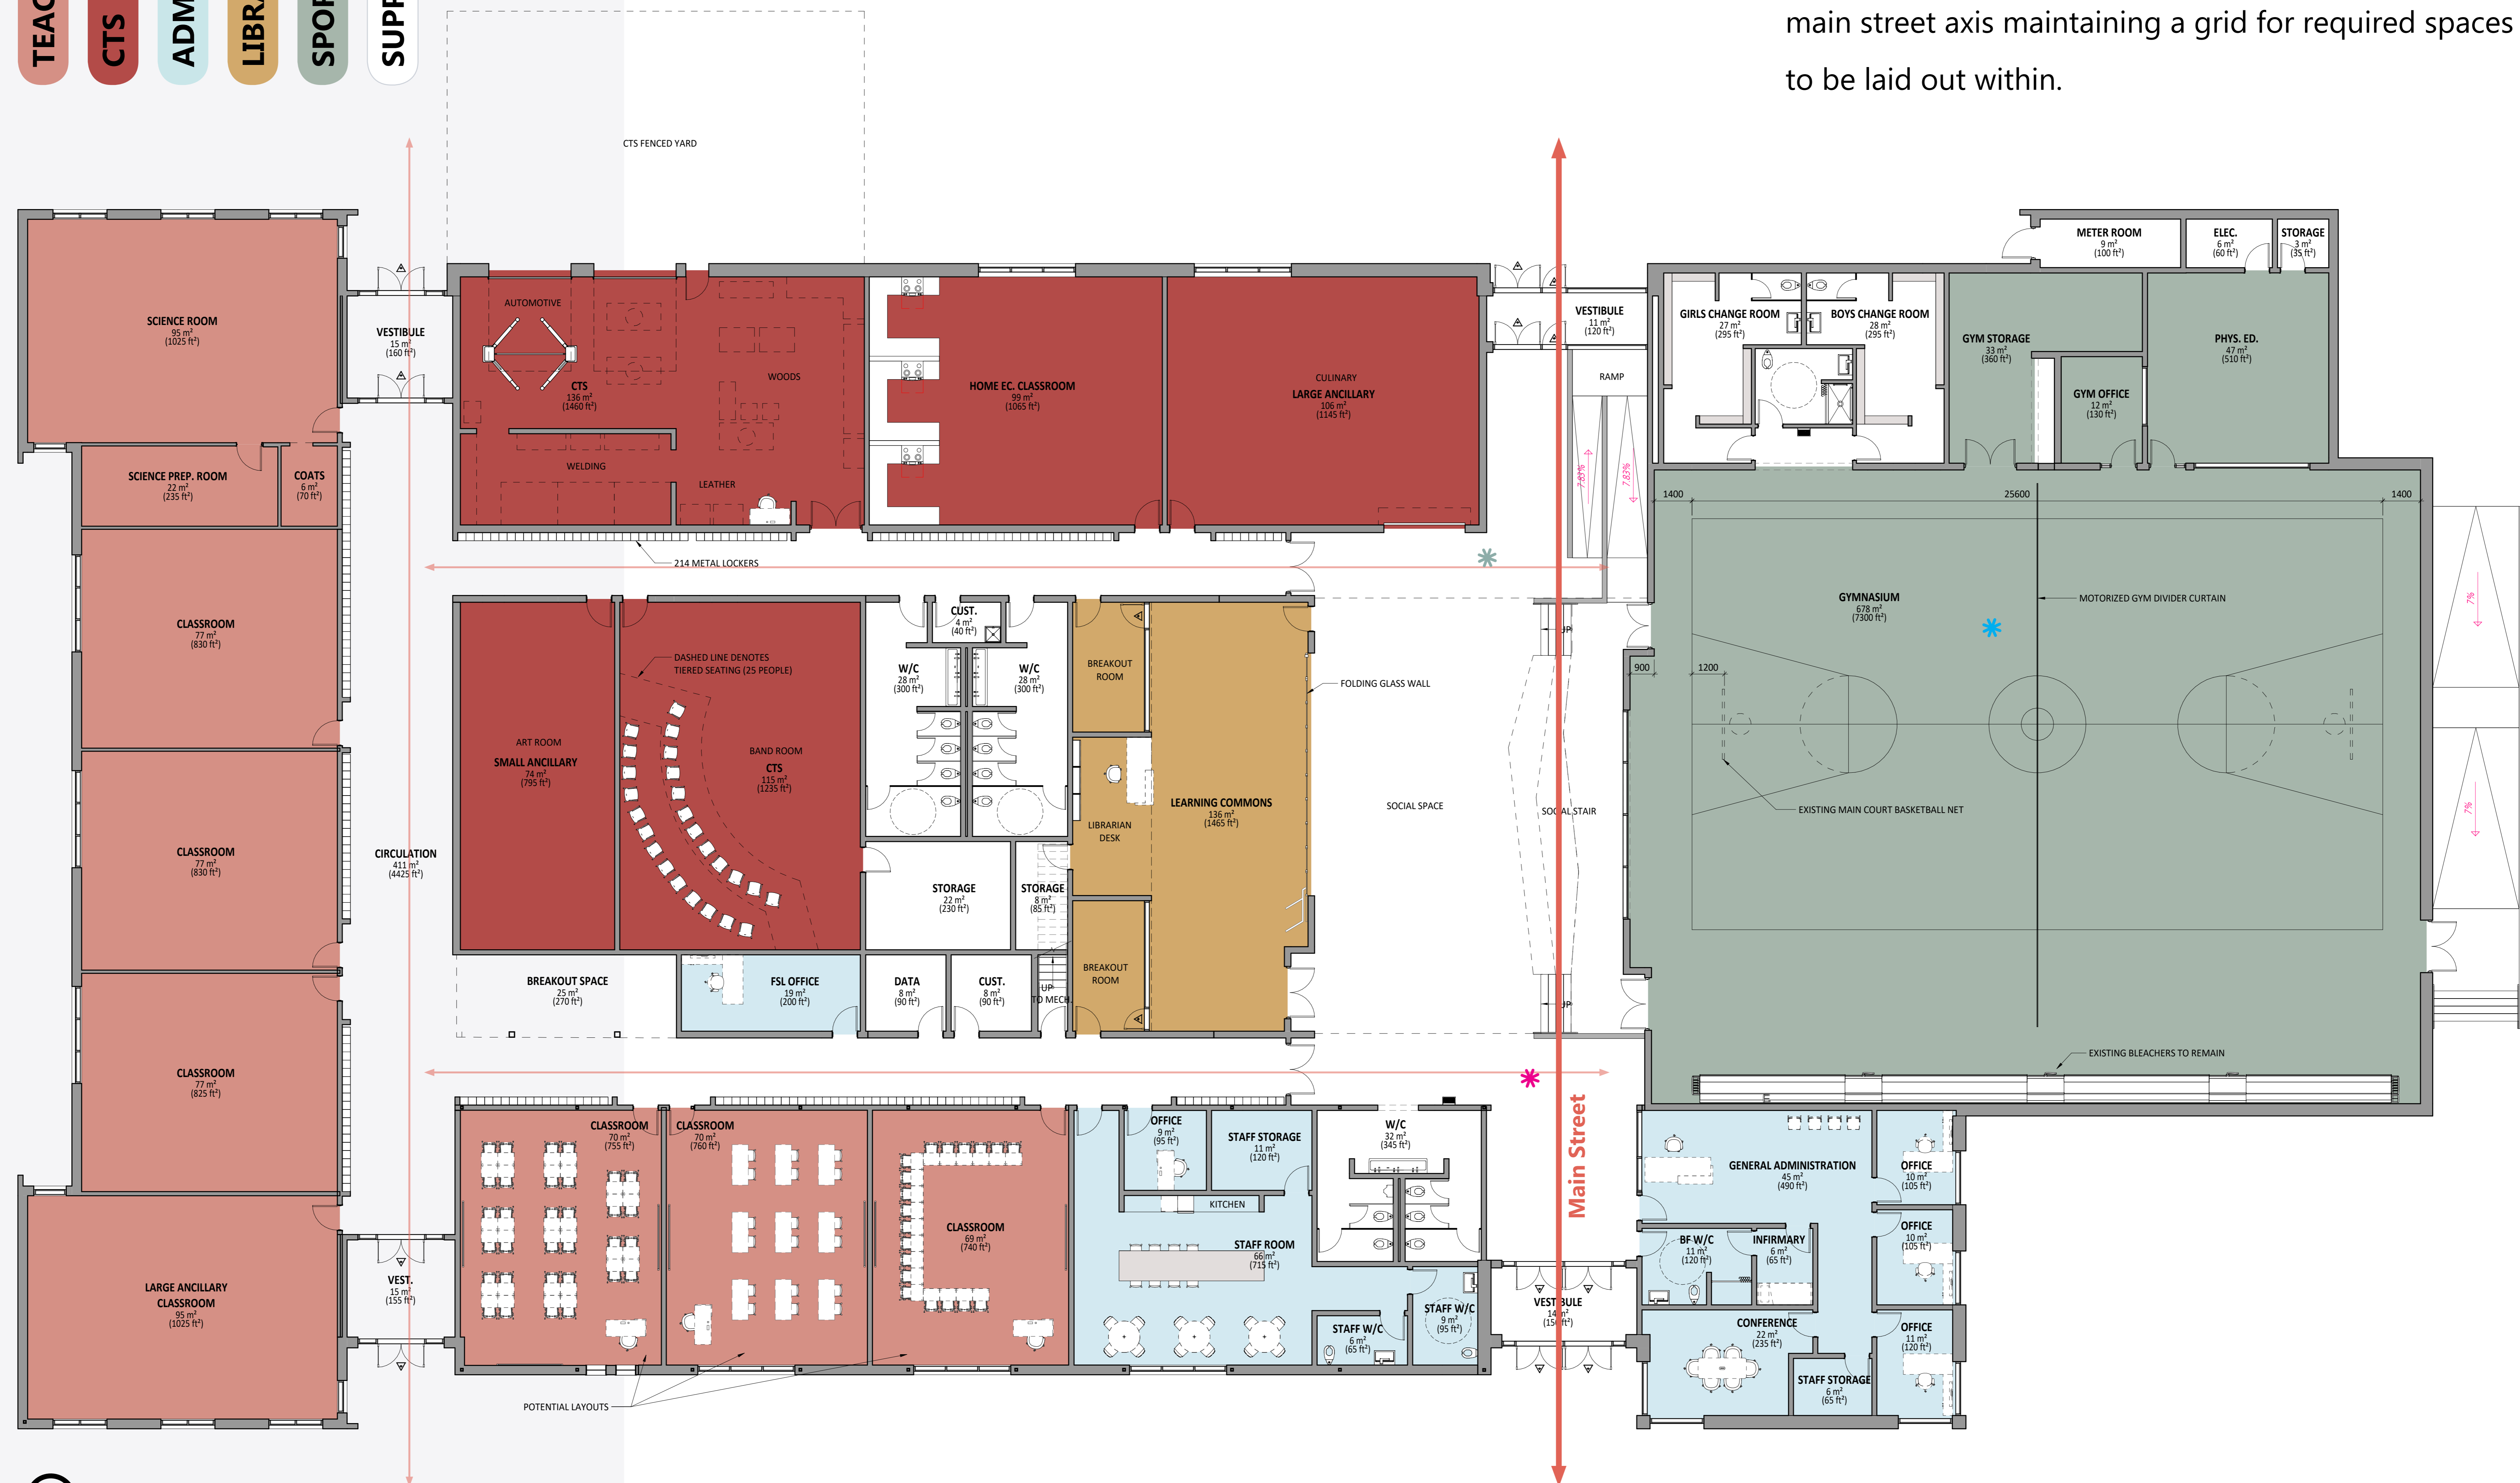 TEAC
CTS
ADM
LIBRA
SPOR
SUPP
main street axis maintaining a grid for required spaces
to be laid out within.
CTS FENCED YARD
SCIENCE ROOM
95 m²
(1025 ft²)
VESTIBULE
15 m²
(160 ft²)
AUTOMOTIVE
CTS
136 m²
(1460 ft²)
WOODS
WELDING
LEATHER
HOME EC. CLASSROOM
99 m²
(1065 ft²)
CULINARY
LARGE ANCILLARY
106 m²
(1145 ft²)
VESTIBULE
11 m²
(120 ft²)
RAMP
7.83%
7.83%
GIRLS CHANGE ROOM
27 m²
(295 ft²)
BOYS CHANGE ROOM
28 m²
(295 ft²)
METER ROOM
9 m²
(100 ft²)
ELEC.
6 m²
(60 ft²)
STORAGE
3 m²
(35 ft²)
GYM STORAGE
33 m²
(360 ft²)
GYM OFFICE
12 m²
(130 ft²)
PHYS. ED.
47 m²
(510 ft²)
SCIENCE PREP. ROOM
22 m²
(235 ft²)
COATS
6 m²
(70 ft²)
214 METAL LOCKERS
1400
25600
1400
CLASSROOM
77 m²
(830 ft²)
CLASSROOM
77 m²
(830 ft²)
CLASSROOM
77 m²
(825 ft²)
LARGE ANCILLARY
CLASSROOM
95 m²
(1025 ft²)
CIRCULATION
411 m²
(4425 ft²)
ART ROOM
SMALL ANCILLARY
74 m²
(795 ft²)
DASHED LINE DENOTES
TIERED SEATING (25 PEOPLE)
BAND ROOM
CTS
115 m²
(1235 ft²)
CUST.
4 m²
(40 ft²)
W/C
28 m²
(300 ft²)
W/C
28 m²
(300 ft²)
BREAKOUT
ROOM
FOLDING GLASS WALL
LEARNING COMMONS
136 m²
(1465 ft²)
LIBRARIAN
DESK
STORAGE
22 m²
(230 ft²)
STORAGE
8 m²
(85 ft²)
BREAKOUT
ROOM
SOCIAL SPACE
UP
SOCIAL STAIR
UP
GYMNASIUM
678 m²
(7300 ft²)
MOTORIZED GYM DIVIDER CURTAIN
900
1200
EXISTING MAIN COURT BASKETBALL NET
EXISTING BLEACHERS TO REMAIN
7%
7%
BREAKOUT SPACE
25 m²
(270 ft²)
FSL OFFICE
19 m²
(200 ft²)
DATA
8 m²
(90 ft²)
CUST.
8 m²
(90 ft²)
UP
TO MECH.
CLASSROOM
70 m²
(755 ft²)
CLASSROOM
70 m²
(760 ft²)
CLASSROOM
69 m²
(740 ft²)
OFFICE
9 m²
(95 ft²)
STAFF STORAGE
11 m²
(120 ft²)
KITCHEN
STAFF ROOM
66 m²
(715 ft²)
W/C
32 m²
(345 ft²)
STAFF W/C
6 m²
(65 ft²)
STAFF W/C
9 m²
(95 ft²)
Main Street
VESTIBULE
14 m²
(150 ft²)
GENERAL ADMINISTRATION
45 m²
(490 ft²)
OFFICE
10 m²
(105 ft²)
OFFICE
10 m²
(105 ft²)
OFFICE
11 m²
(120 ft²)
BF W/C
11 m²
(120 ft²)
INFIRMARY
6 m²
(65 ft²)
CONFERENCE
22 m²
(235 ft²)
STAFF STORAGE
6 m²
(65 ft²)
VEST.
15 m²
(155 ft²)
POTENTIAL LAYOUTS